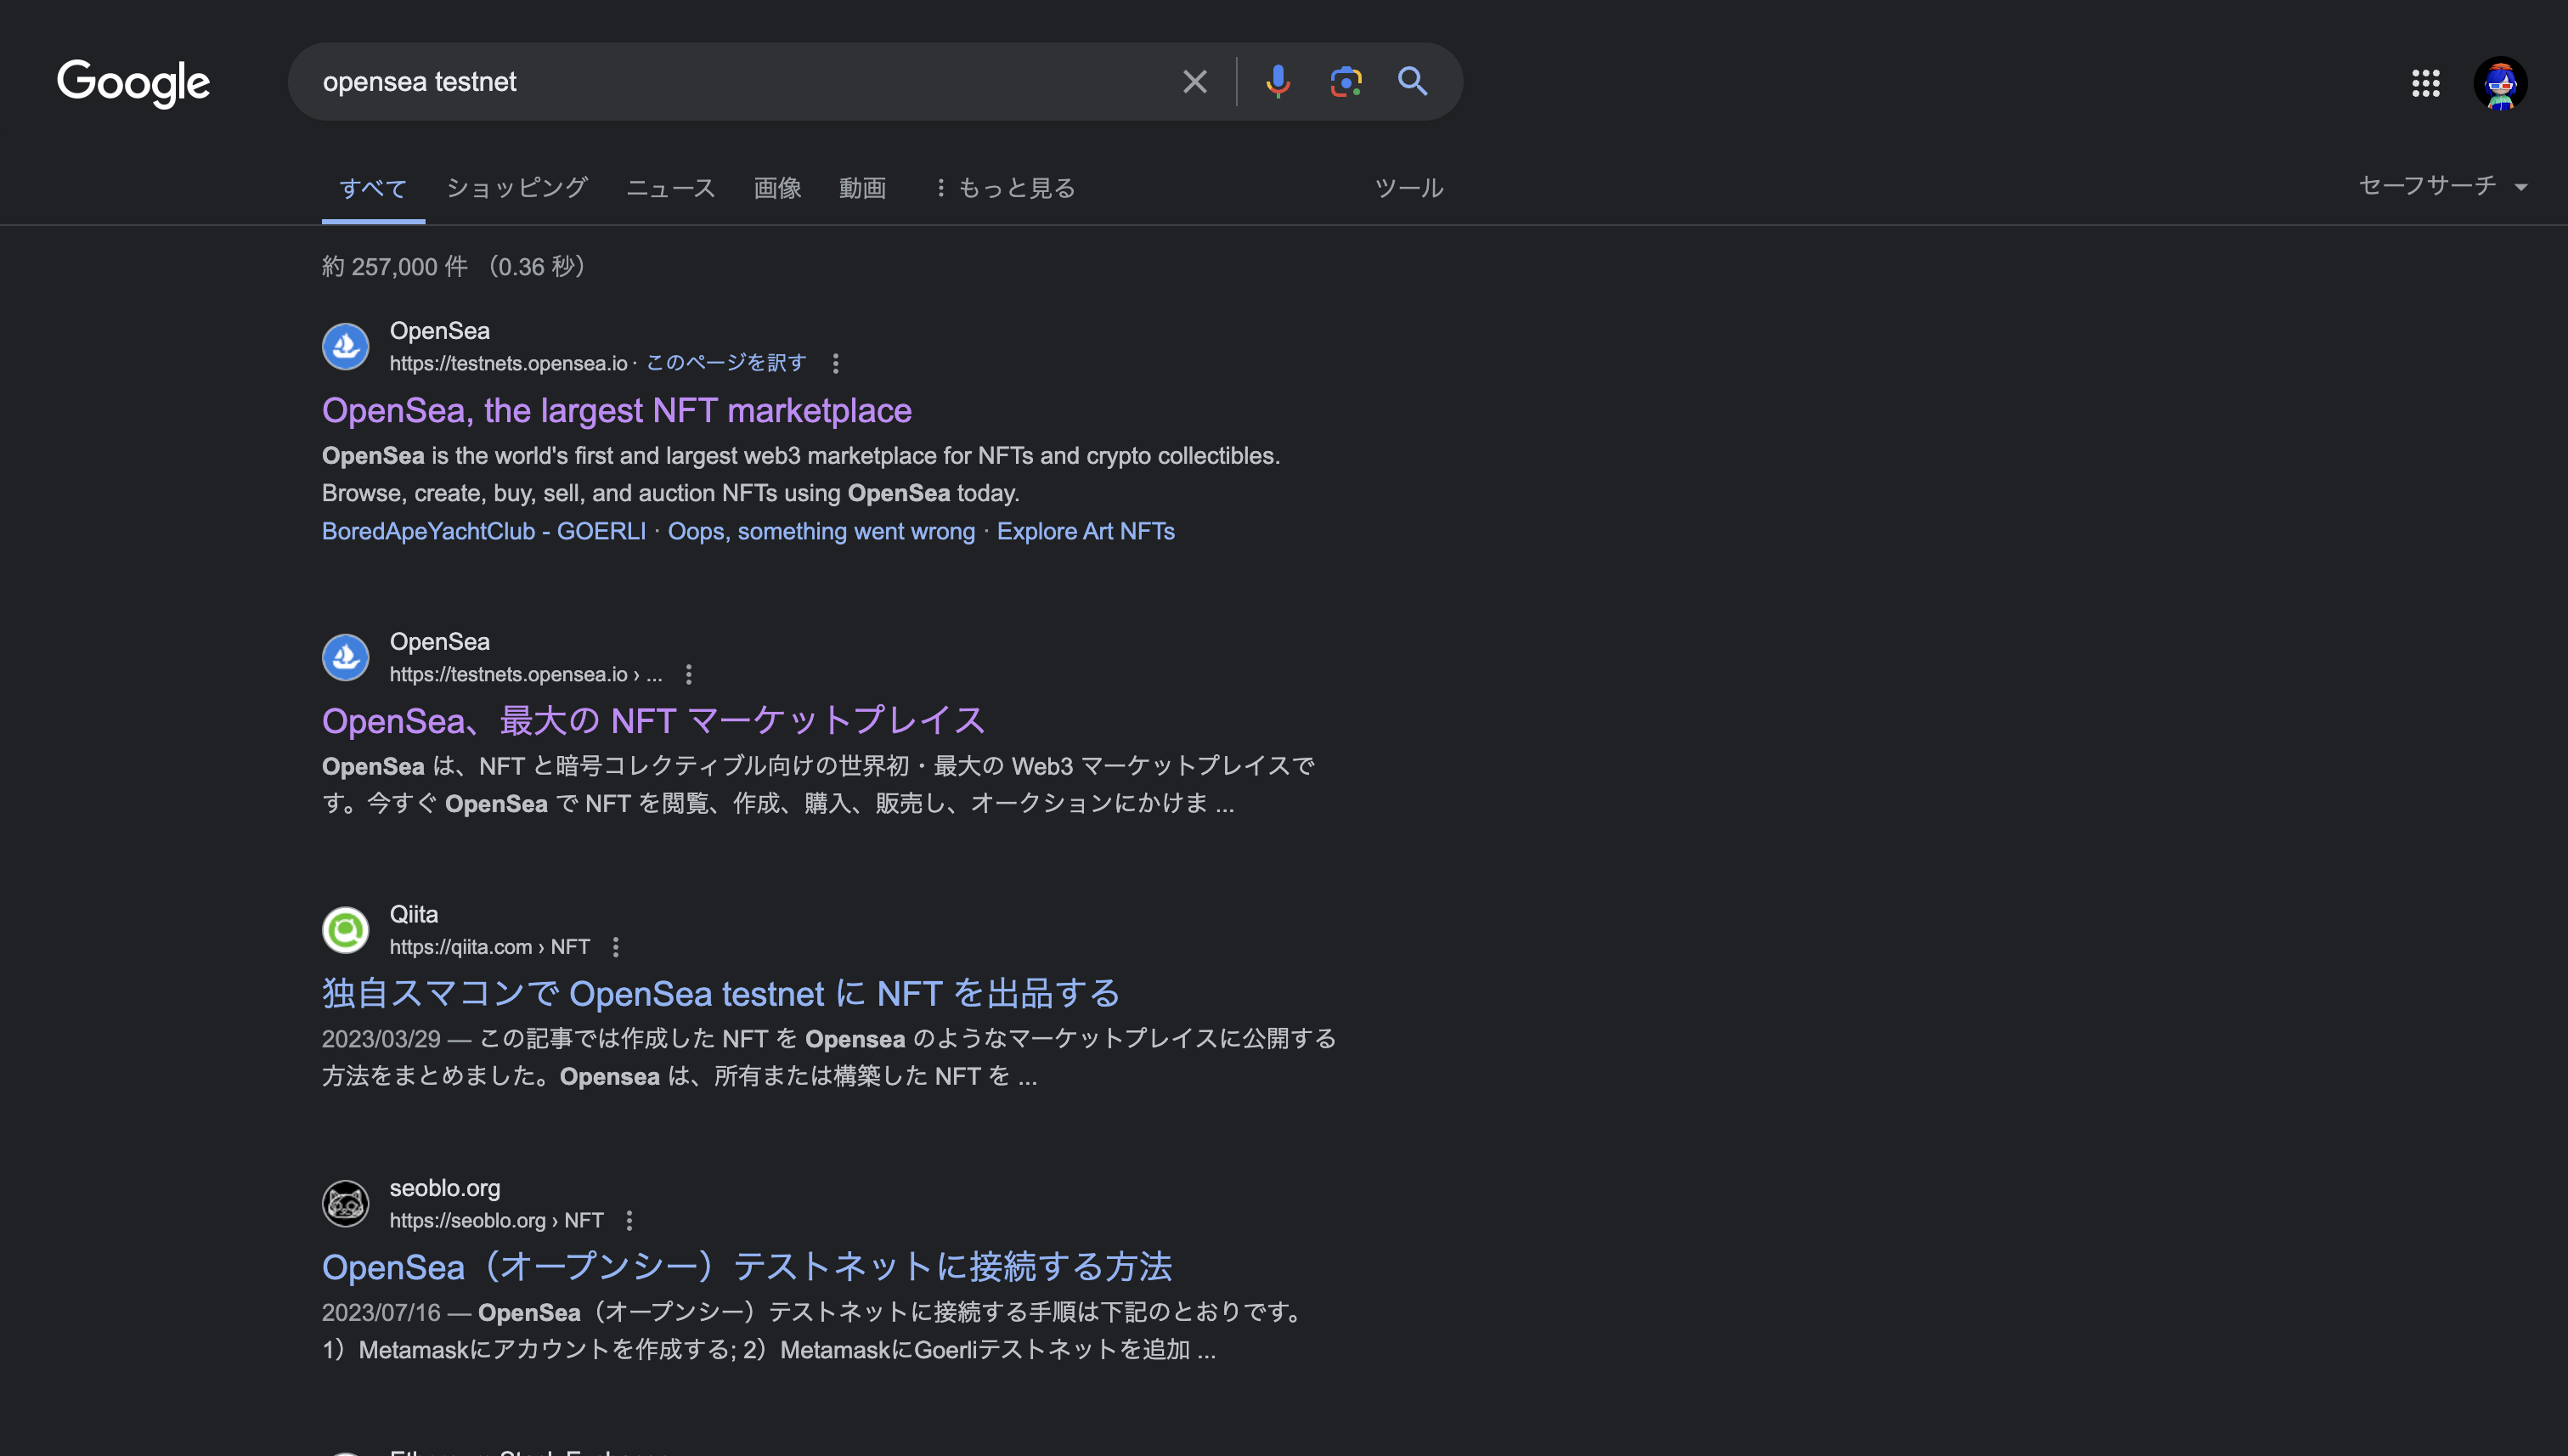 Google
opensea testnet
すべて ショッピング ニュース 画像 動画 もっと見る ツール セーフサーチ
約 257,000 件 （0.36 秒）
OpenSea
https://testnets.opensea.io · このページを訳す
OpenSea, the largest NFT marketplace
OpenSea is the world's first and largest web3 marketplace for NFTs and crypto collectibles.
Browse, create, buy, sell, and auction NFTs using OpenSea today.
BoredApeYachtClub - GOERLI · Oops, something went wrong · Explore Art NFTs
OpenSea
https://testnets.opensea.io › ...
OpenSea、最大の NFT マーケットプレイス
OpenSea は、NFT と暗号コレクティブル向けの世界初・最大の Web3 マーケットプレイスで
す。今すぐ OpenSea で NFT を閲覧、作成、購入、販売し、オークションにかけま ...
Qiita
https://qiita.com › NFT
独自スマコンで OpenSea testnet に NFT を出品する
2023/03/29 — この記事では作成した NFT を Opensea のようなマーケットプレイスに公開する
方法をまとめました。Opensea は、所有または構築した NFT を ...
seoblo.org
https://seoblo.org › NFT
OpenSea（オープンシー）テストネットに接続する方法
2023/07/16 — OpenSea（オープンシー）テストネットに接続する手順は下記のとおりです。
1）Metamaskにアカウントを作成する; 2）MetamaskにGoerliテストネットを追加 ...